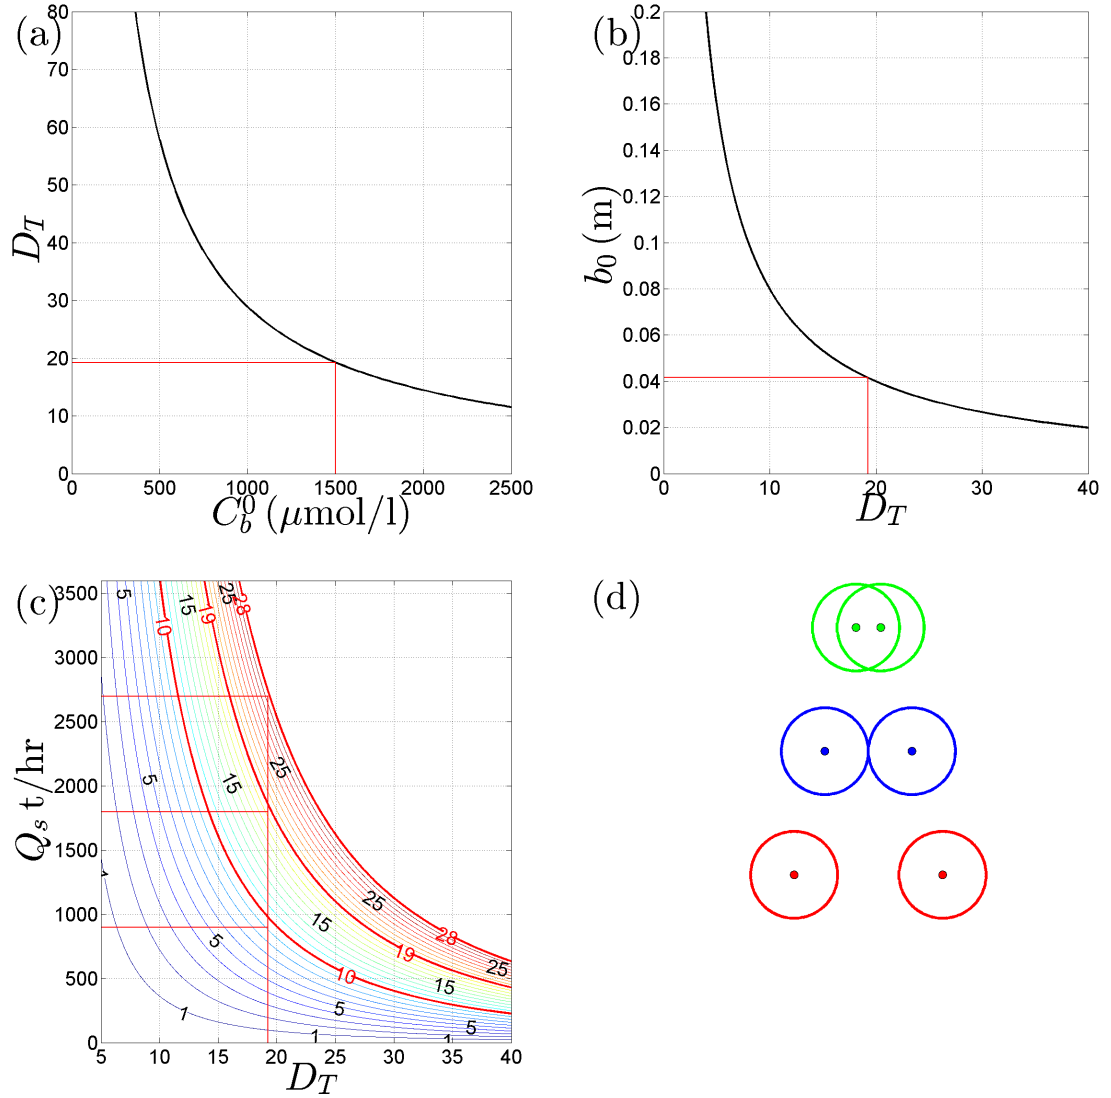 (a)
80
70
60
50
40
30
20
10
0
D_T
0 500 1000 1500 2000 2500
C_b^0 (μmol/l)
(b)
0.2
0.18
0.16
0.14
0.12
0.1
0.08
0.06
0.04
0.02
0
b_0 (m)
0 10 20 30 40
D_T
(c)
3500
3000
2500
2000
1500
1000
500
0
Q_s t/hr
5 10 15 20 25 30 35 40
D_T
5 15 25
10 19 28
5 15 25
1
5 15 25
10 19 28
1 5 15 25
1 5
1
(d)